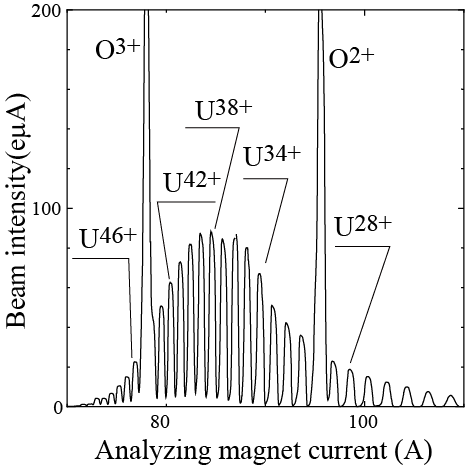 200
O3+
O2+
U38+
U34+
U42+
100
U28+
U46+
Beam intensity(eμA)
0
80
100
Analyzing magnet current (A)